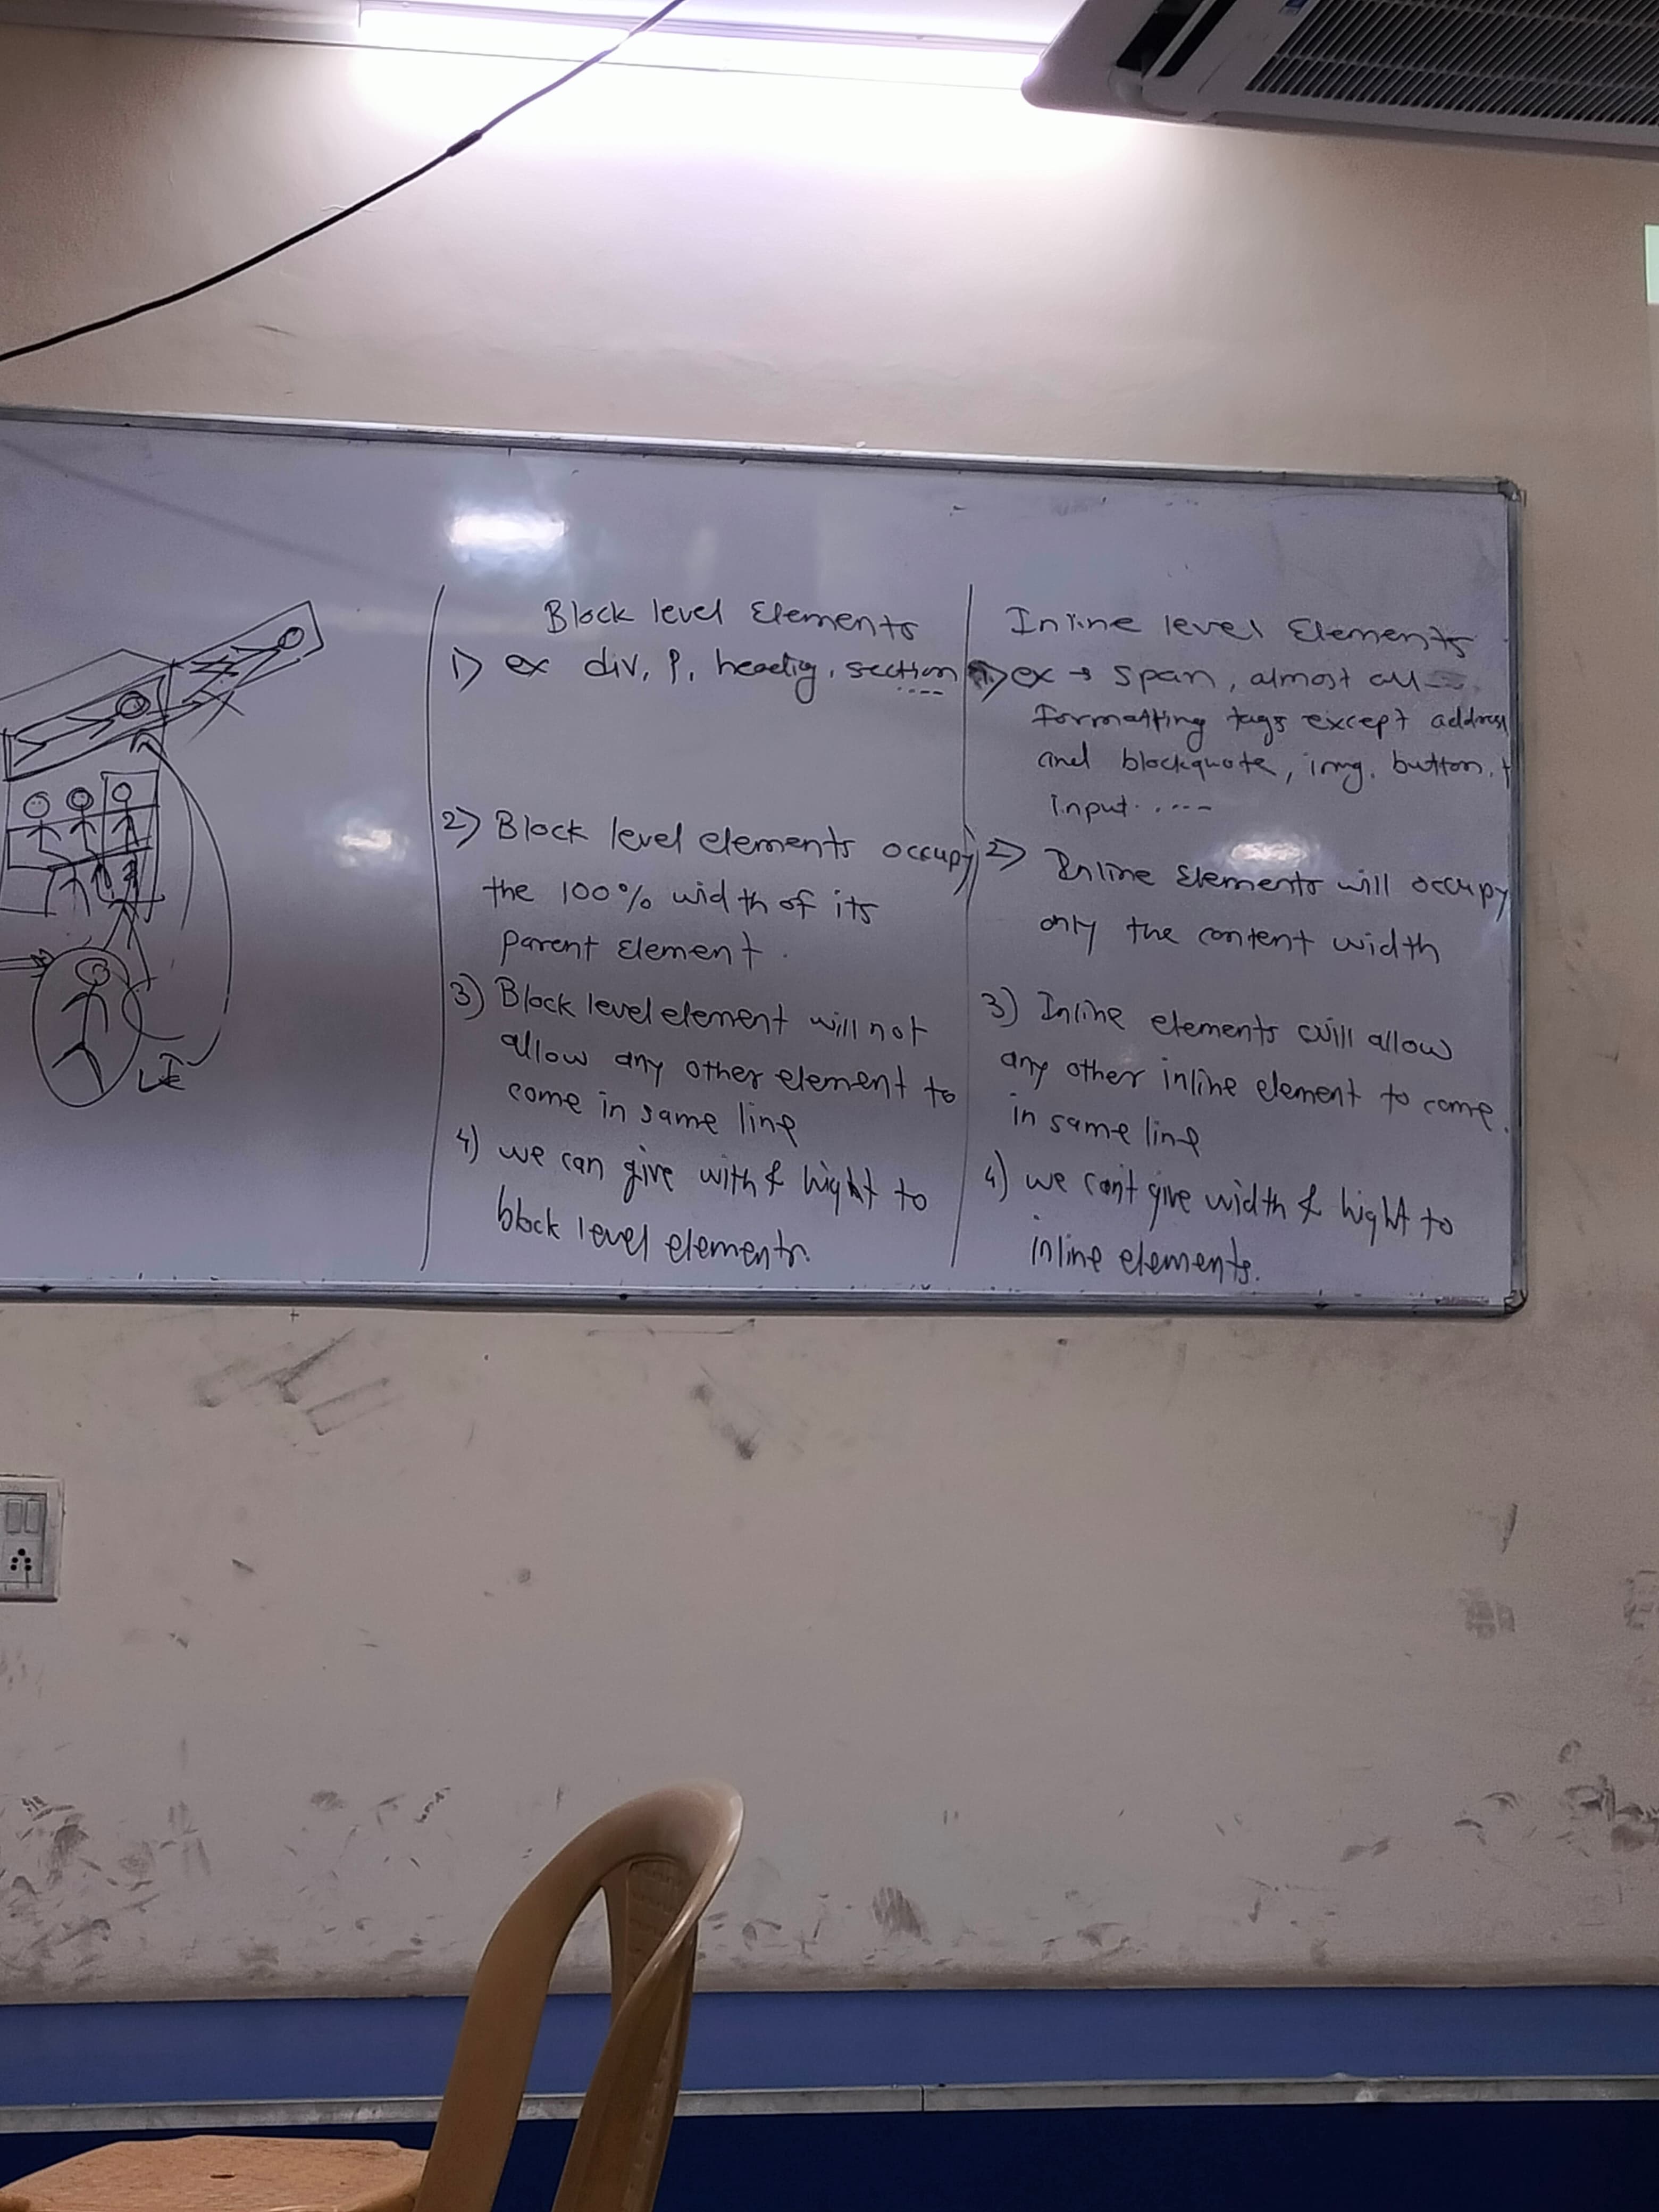 Block level Elements
1) ex div, P, heading, section ....
2) Block level elements occupy
the 100% width of its
parent Element.
3) Block level element will not
allow any other element to
come in same line
4) we can give with & hight to
block level elements.
Inline level Elements
1) ex → span, almost all
formatting tags except address
and blockquote, img, button,
input.....
2) Inline Elements will occupy
only the content width
3) Inline elements will allow
any other inline element to come
in same line
4) we can't give width & hight to
inline elements.